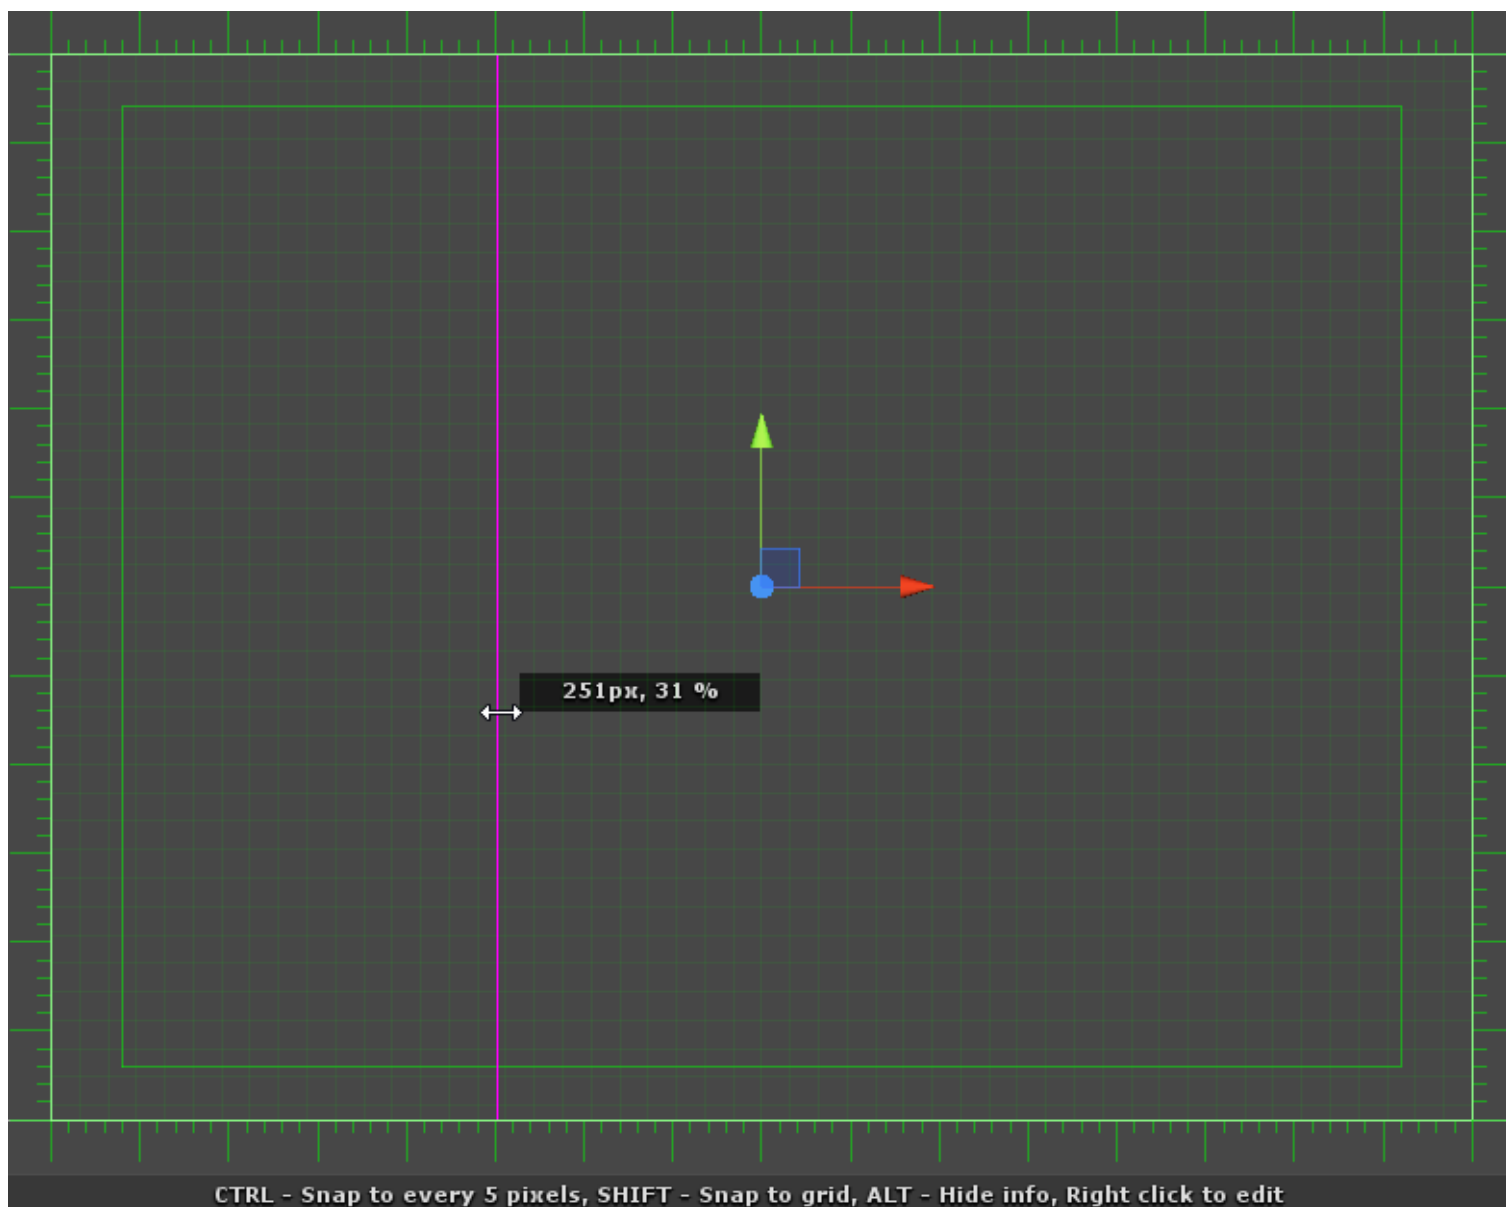 251px, 31 %
CTRL - Snap to every 5 pixels, SHIFT - Snap to grid, ALT - Hide info, Right click to edit